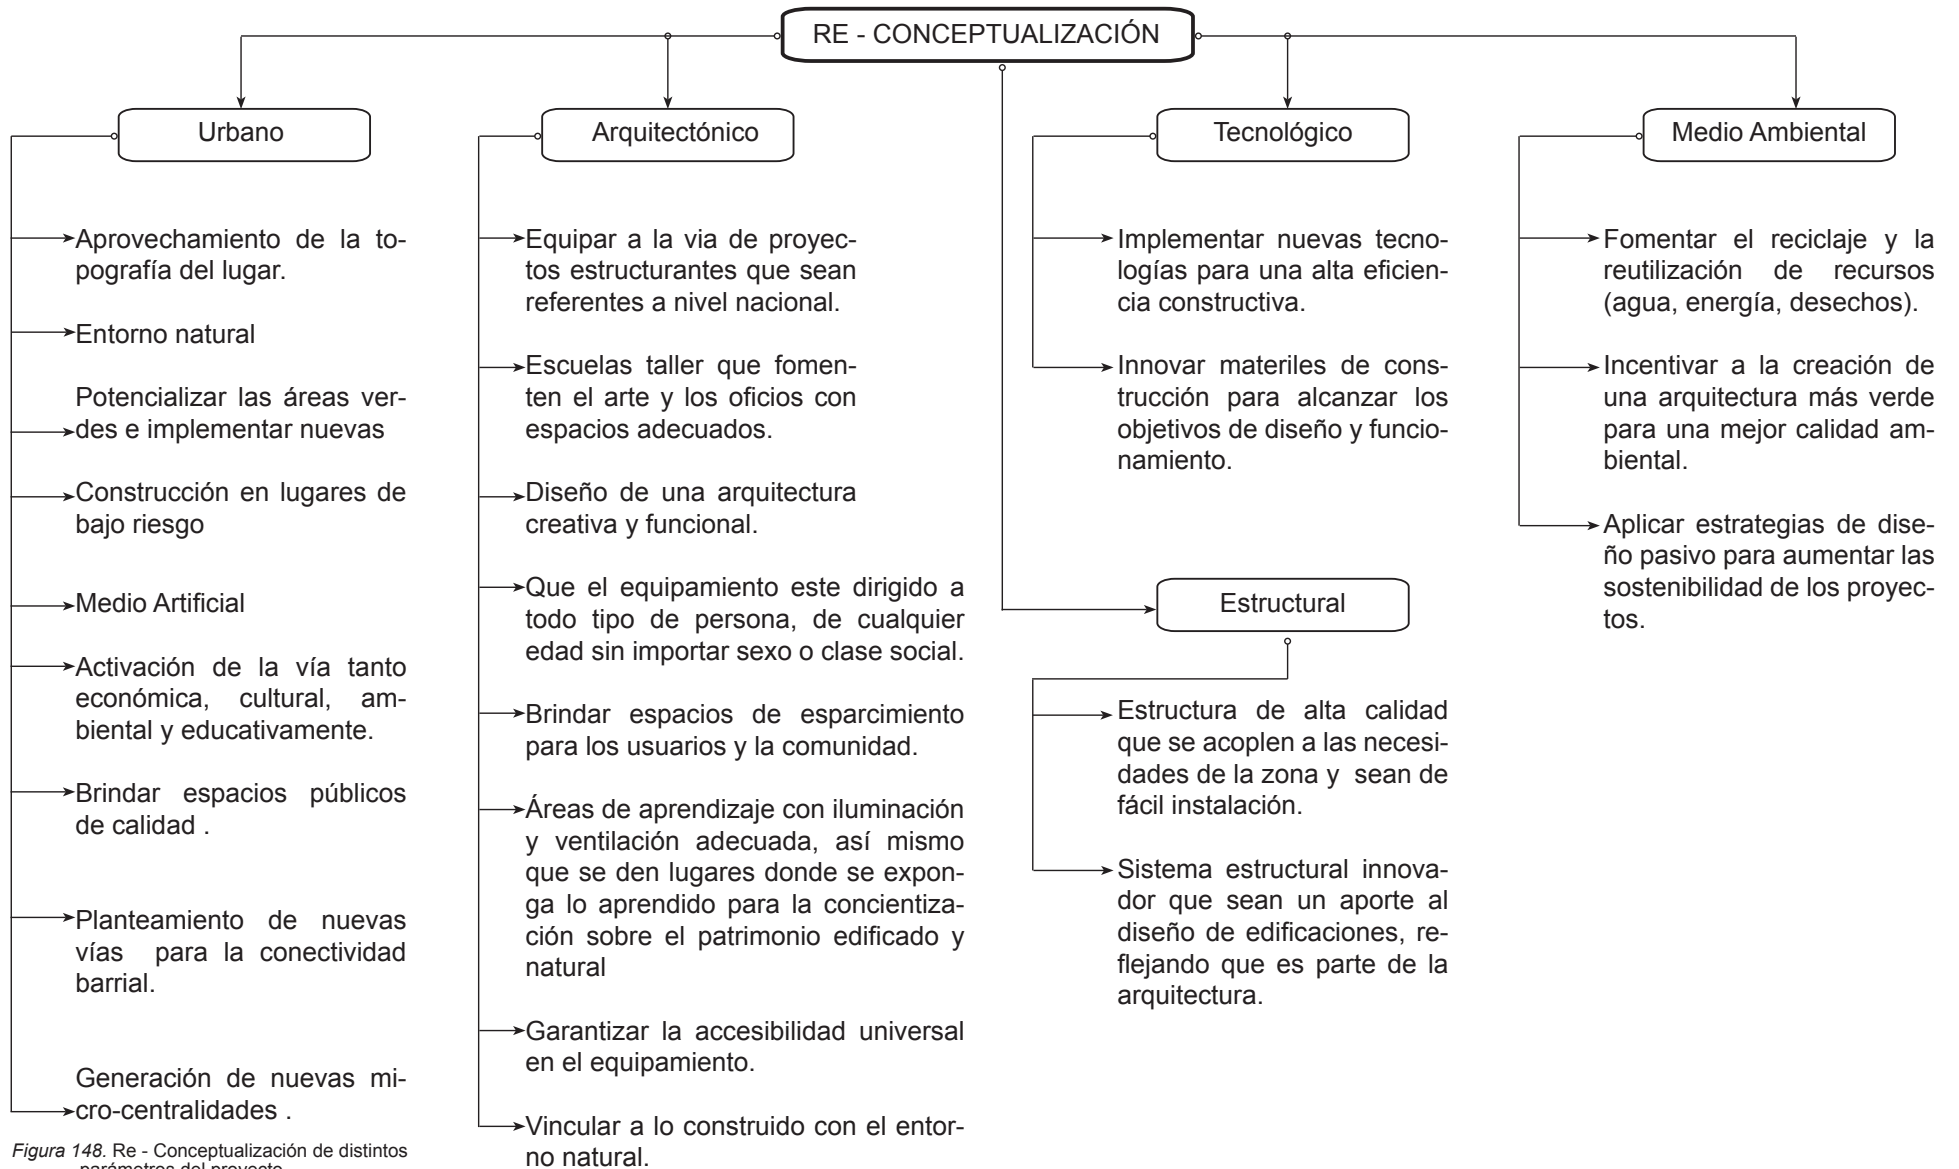 RE - CONCEPTUALIZACIÓN
Urbano
Aprovechamiento de la to-
pografía del lugar.
Entorno natural
Potencializar las áreas ver-
des e implementar nuevas
Construcción en lugares de
bajo riesgo
Medio Artificial
Activación de la vía tanto
económica, cultural, am-
biental y educativamente.
Brindar espacios públicos
de calidad .
Planteamiento de nuevas
vías para la conectividad
barrial.
Generación de nuevas mi-
cro-centralidades .
Arquitectónico
Equipar a la via de proyec-
tos estructurantes que sean
referentes a nivel nacional.
Escuelas taller que fomen-
ten el arte y los oficios con
espacios adecuados.
Diseño de una arquitectura
creativa y funcional.
Que el equipamiento este dirigido a
todo tipo de persona, de cualquier
edad sin importar sexo o clase social.
Brindar espacios de esparcimiento
para los usuarios y la comunidad.
Áreas de aprendizaje con iluminación
y ventilación adecuada, así mismo
que se den lugares donde se expon-
ga lo aprendido para la concientiza-
ción sobre el patrimonio edificado y
natural
Garantizar la accesibilidad universal
en el equipamiento.
Vincular a lo construido con el entor-
no natural.
Tecnológico
Implementar nuevas tecno-
logías para una alta eficien-
cia constructiva.
Innovar materiles de cons-
trucción para alcanzar los
objetivos de diseño y funcio-
namiento.
Estructural
Estructura de alta calidad
que se acoplen a las necesi-
dades de la zona y sean de
fácil instalación.
Sistema estructural innova-
dor que sean un aporte al
diseño de edificaciones, re-
flejando que es parte de la
arquitectura.
Medio Ambiental
Fomentar el reciclaje y la
reutilización de recursos
(agua, energía, desechos).
Incentivar a la creación de
una arquitectura más verde
para una mejor calidad am-
biental.
Aplicar estrategias de dise-
ño pasivo para aumentar las
sostenibilidad de los proyec-
tos.
Figura 148. Re - Conceptualización de distintos
parámetros del proyecto